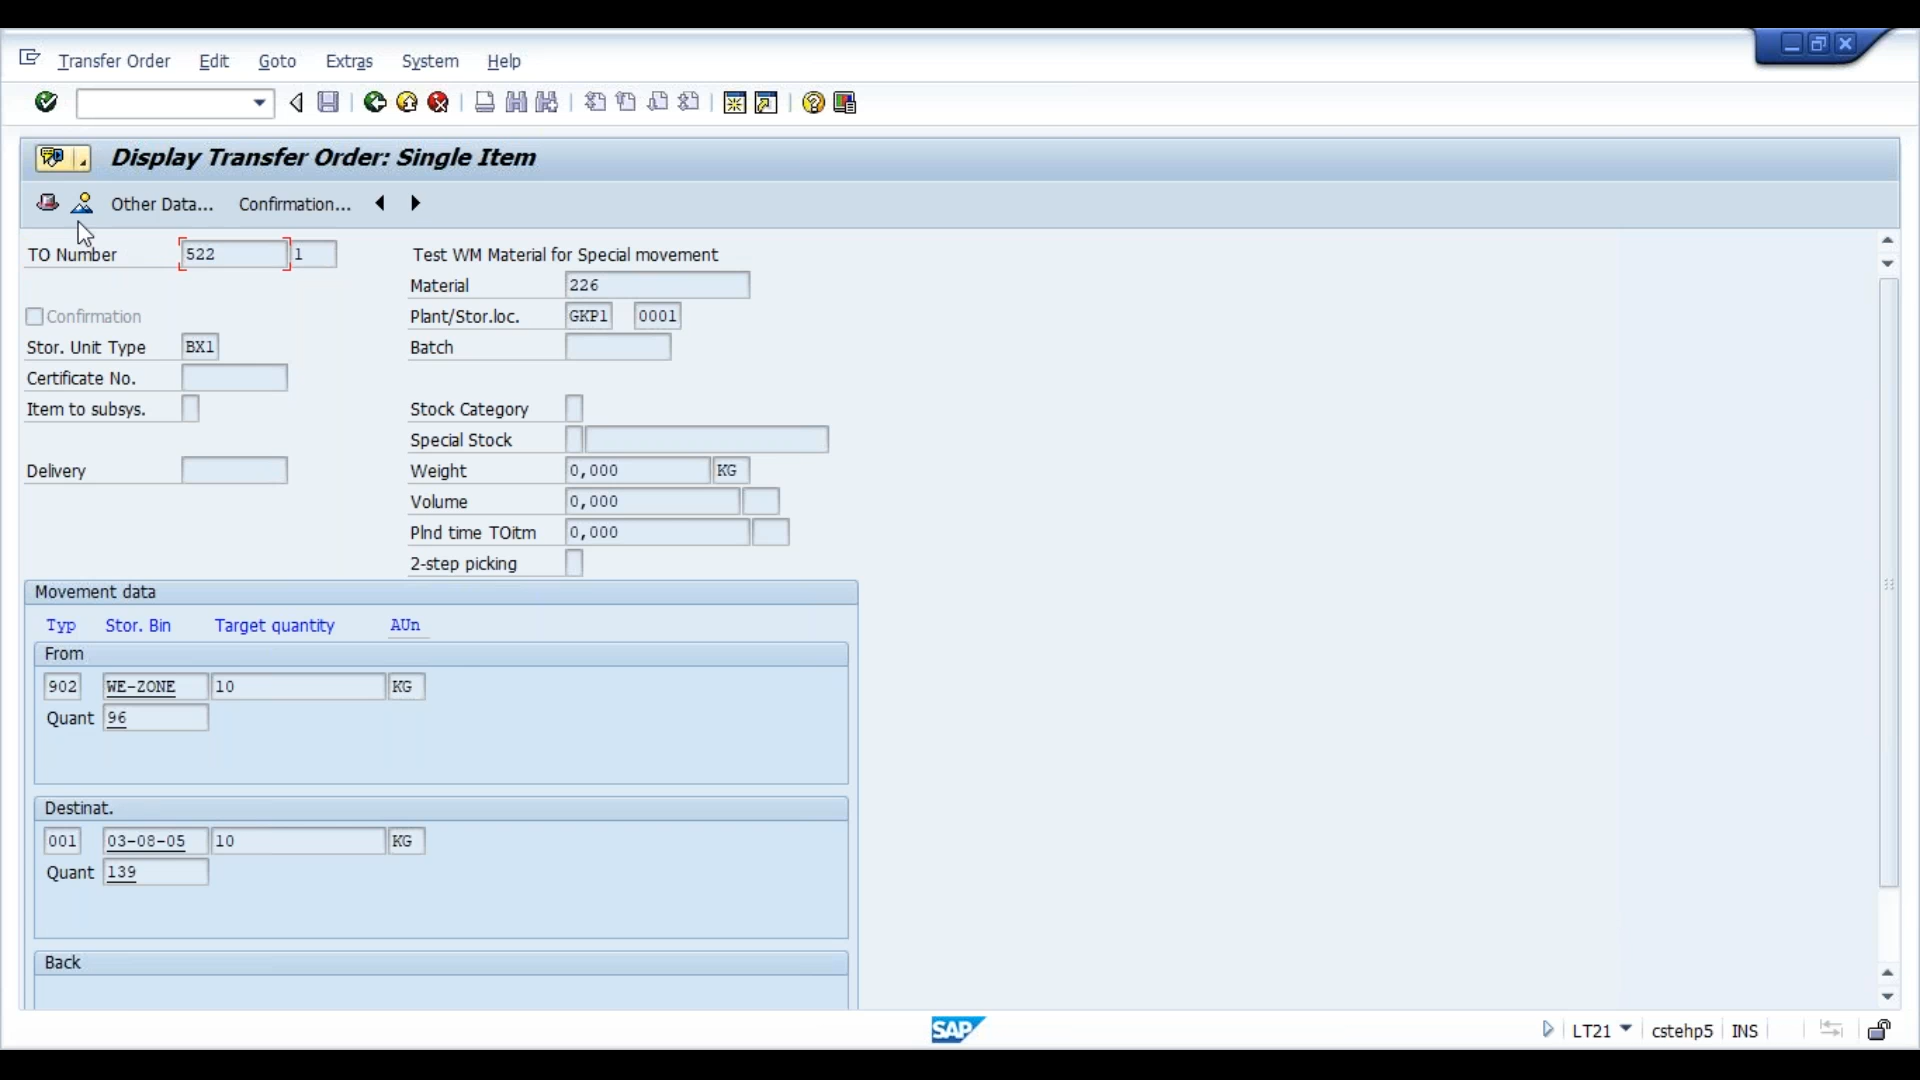 Transfer Order Edit Goto Extras System Help
Display Transfer Order: Single Item
Other Data... Confirmation...
TO Number 522 1 Test WM Material for Special movement
Material 226
Confirmation Plant/Stor.loc. GKP1 0001
Stor. Unit Type BX1 Batch
Certificate No.
Item to subsys. Stock Category
Special Stock
Delivery Weight 0,000 KG
Volume 0,000
Plnd time TOitm 0,000
2-step picking
Movement data
Typ Stor. Bin Target quantity AUn
From
902 WE-ZONE 10 KG
Quant 96
Destinat.
001 03-08-05 10 KG
Quant 139
Back
SAP LT21 cstehp5 INS